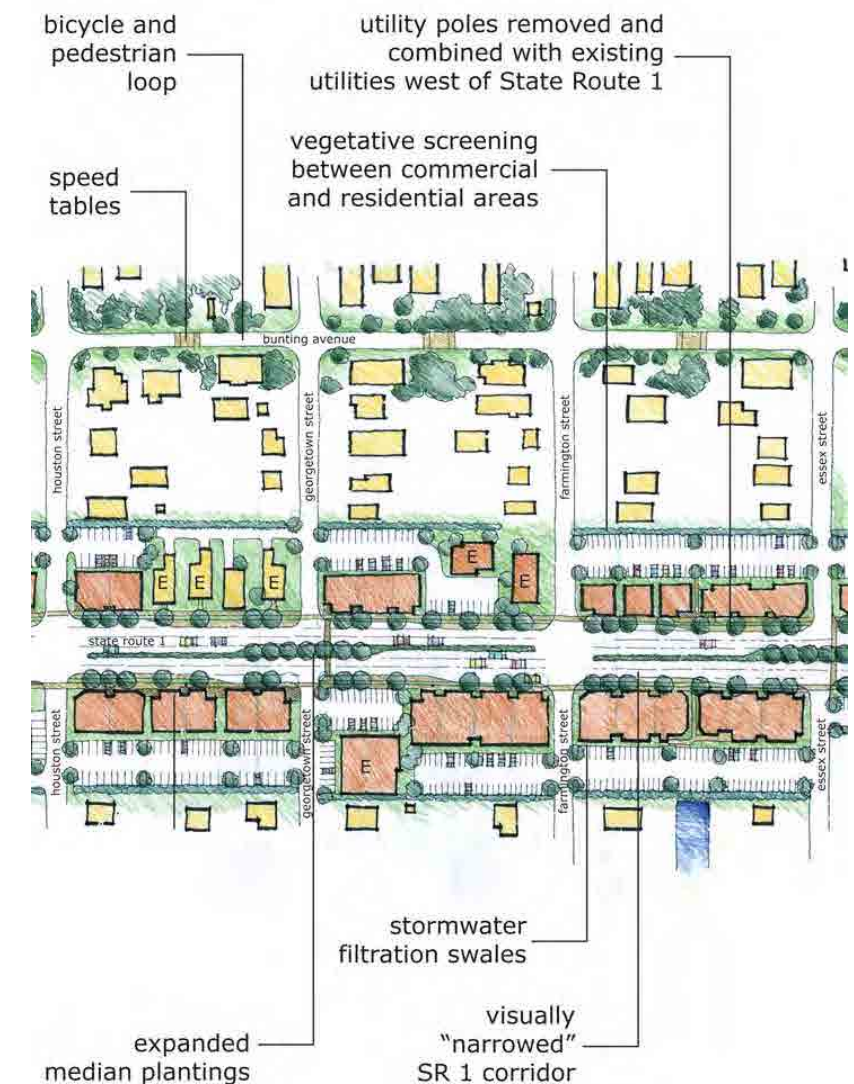 bicycle and
pedestrian
loop
utility poles removed and
combined with existing
utilities west of State Route 1
vegetative screening
between commercial
and residential areas
speed
tables
bunting avenue
houston street
georgetown street
farmington street
essex street
E
E
E
E
E
state route 1
houston street
georgetown street
farmington street
essex street
E
stormwater
filtration swales
expanded
median plantings
visually
"narrowed"
SR 1 corridor